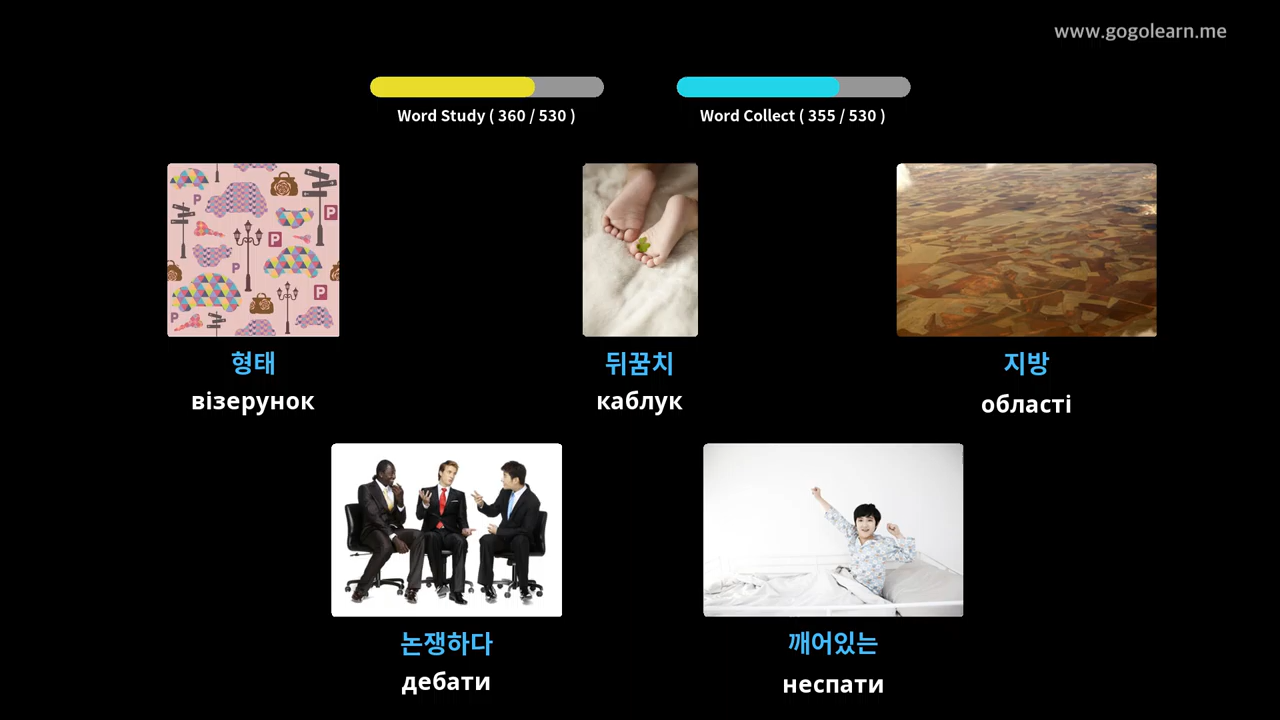 www.gogolearn.me
Word Study ( 360 / 530 )
Word Collect ( 355 / 530 )
P
P
P
P
P
P
형태
візерунок
뒤꿈치
каблук
지방
області
논쟁하다
дебати
깨어있는
неспати